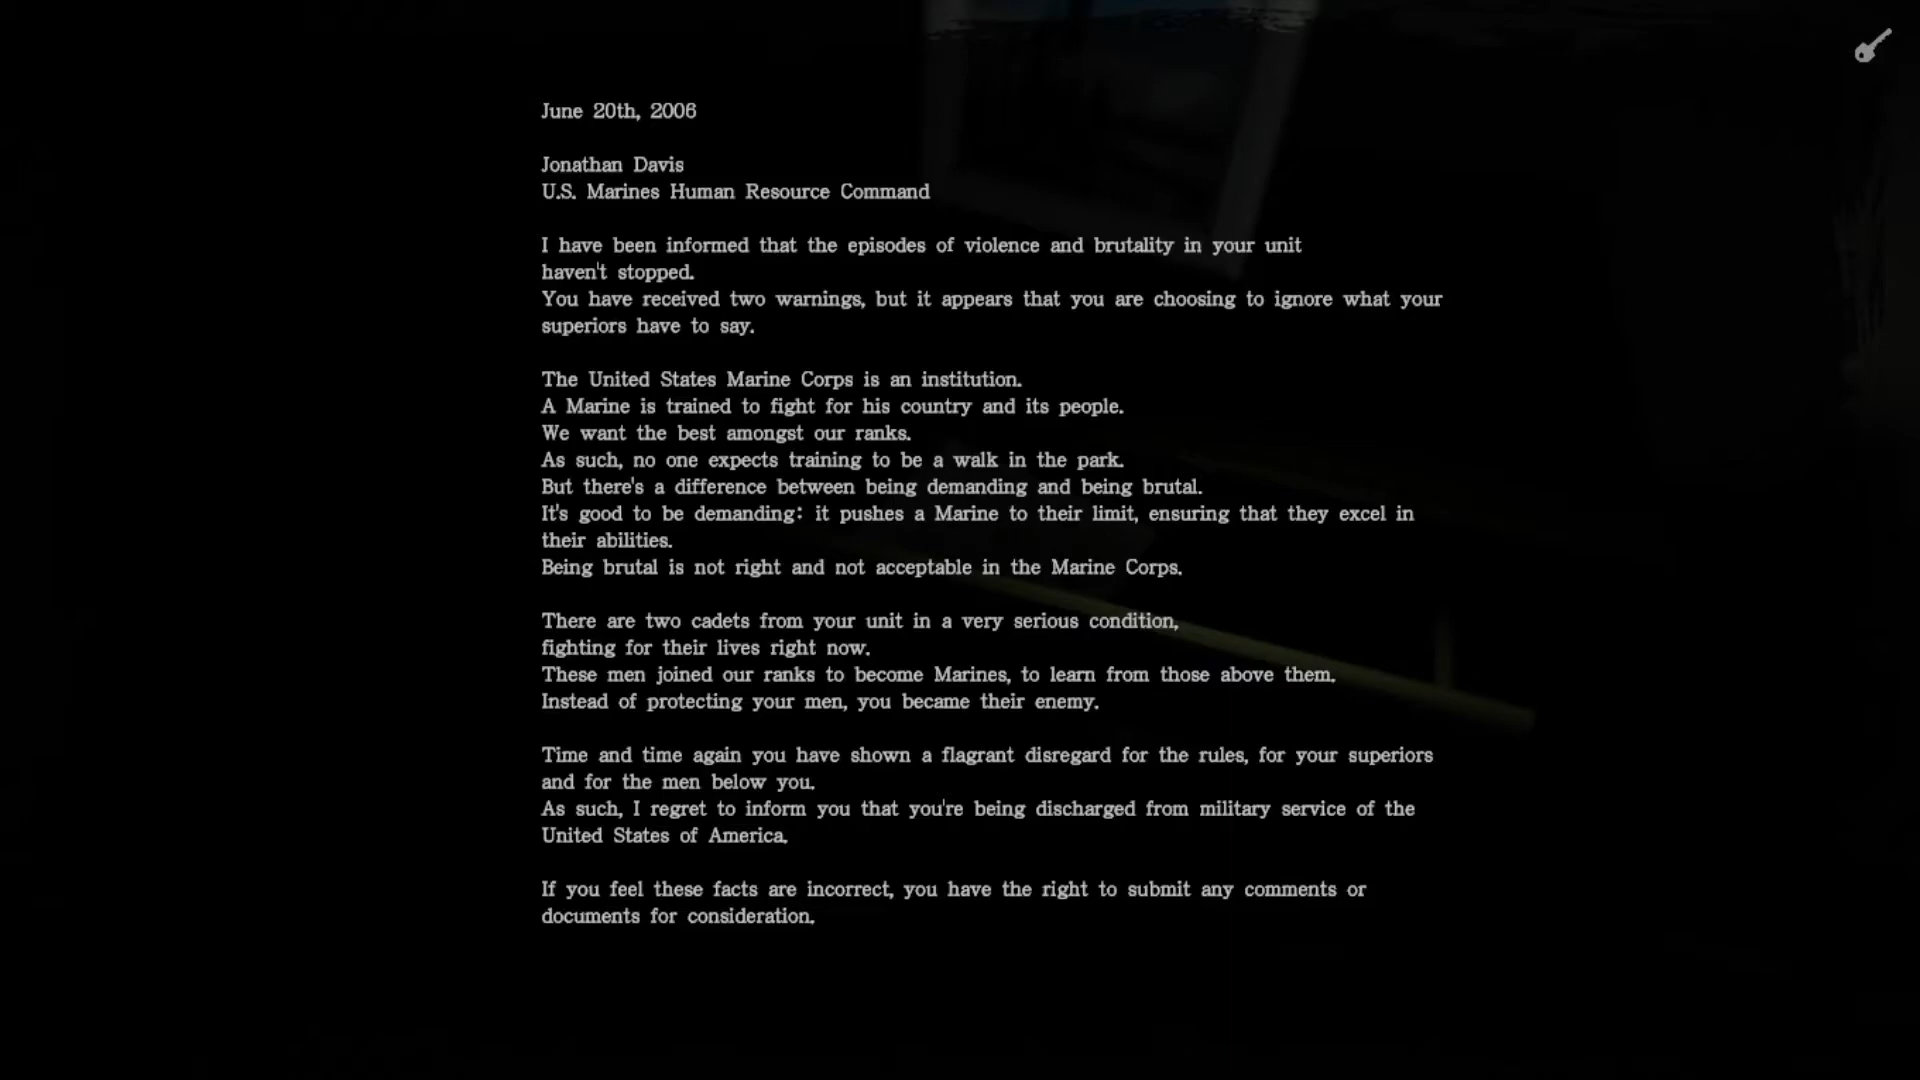 June 20th, 2006
Jonathan Davis
U.S. Marines Human Resource Command
I have been informed that the episodes of violence and brutality in your unit
haven't stopped.
You have received two warnings, but it appears that you are choosing to ignore what your
superiors have to say.
The United States Marine Corps is an institution.
A Marine is trained to fight for his country and its people.
We want the best amongst our ranks.
As such, no one expects training to be a walk in the park.
But there's a difference between being demanding and being brutal.
It's good to be demanding: it pushes a Marine to their limit, ensuring that they excel in
their abilities.
Being brutal is not right and not acceptable in the Marine Corps.
There are two cadets from your unit in a very serious condition,
fighting for their lives right now.
These men joined our ranks to become Marines, to learn from those above them.
Instead of protecting your men, you became their enemy.
Time and time again you have shown a flagrant disregard for the rules, for your superiors
and for the men below you.
As such, I regret to inform you that you're being discharged from military service of the
United States of America.
If you feel these facts are incorrect, you have the right to submit any comments or
documents for consideration.